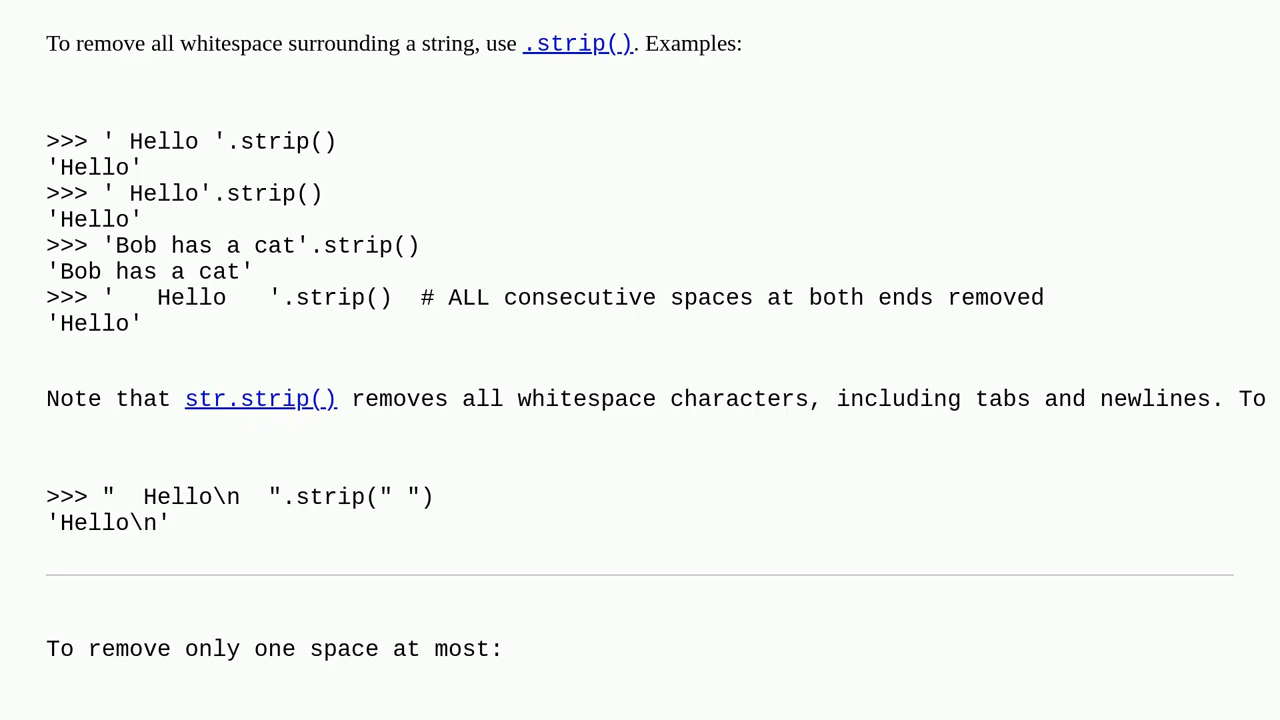 To remove all whitespace surrounding a string, use .strip(). Examples:
>>> ' Hello '.strip()
'Hello'
>>> ' Hello'.strip()
'Hello'
>>> 'Bob has a cat'.strip()
'Bob has a cat'
>>> '   Hello   '.strip()  # ALL consecutive spaces at both ends removed
'Hello'
Note that str.strip() removes all whitespace characters, including tabs and newlines. To
>>> "  Hello\n  ".strip(" ")
'Hello\n'
To remove only one space at most: